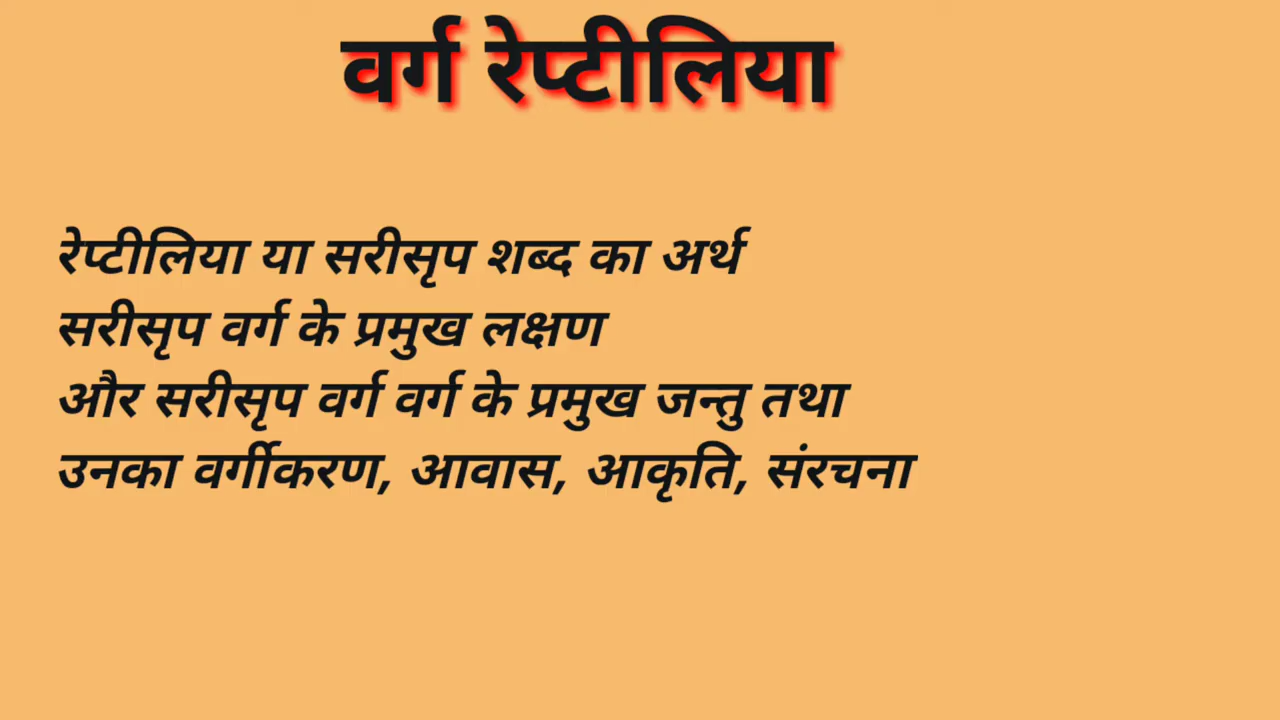 वर्ग रेप्टीलिया
रेप्टीलिया या सरीसृप शब्द का अर्थ
सरीसृप वर्ग के प्रमुख लक्षण
और सरीसृप वर्ग वर्ग के प्रमुख जन्तु तथा
उनका वर्गीकरण, आवास, आकृति, संरचना